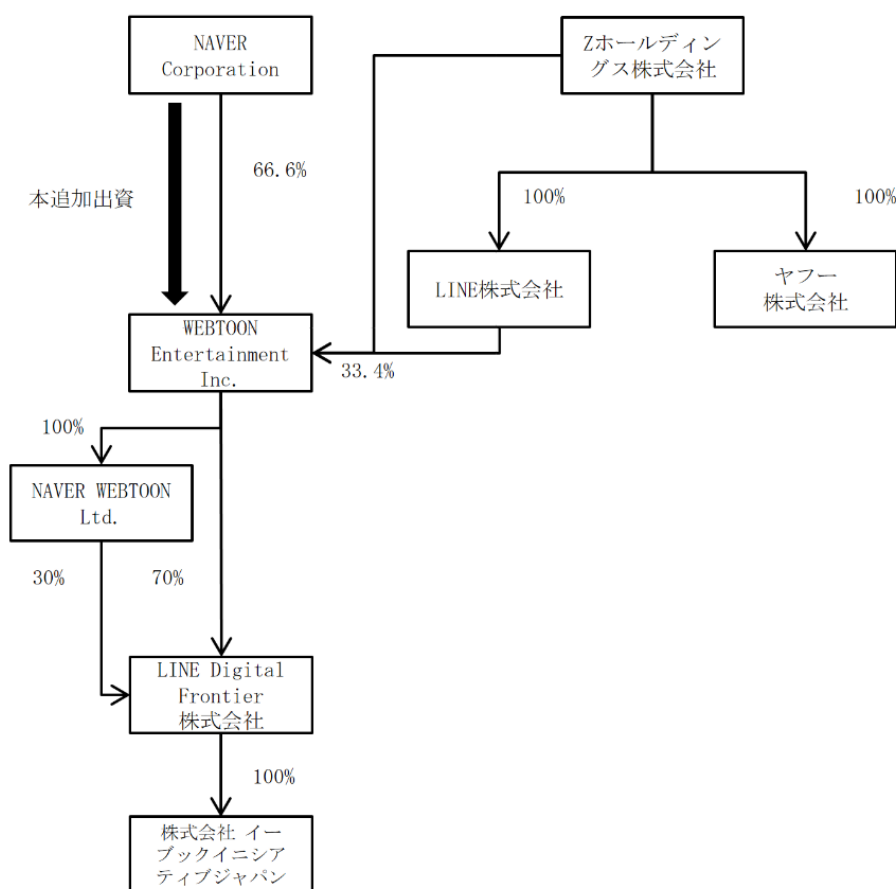 NAVER
Corporation
Zホールディン
グス株式会社
66.6%
本追加出資
100%
100%
LINE株式会社
ヤフー
株式会社
WEBTOON
Entertainment
Inc.
33.4%
100%
NAVER WEBTOON
Ltd.
30%
70%
LINE Digital
Frontier
株式会社
100%
株式会社 イー
ブックイニシア
ティブジャパン